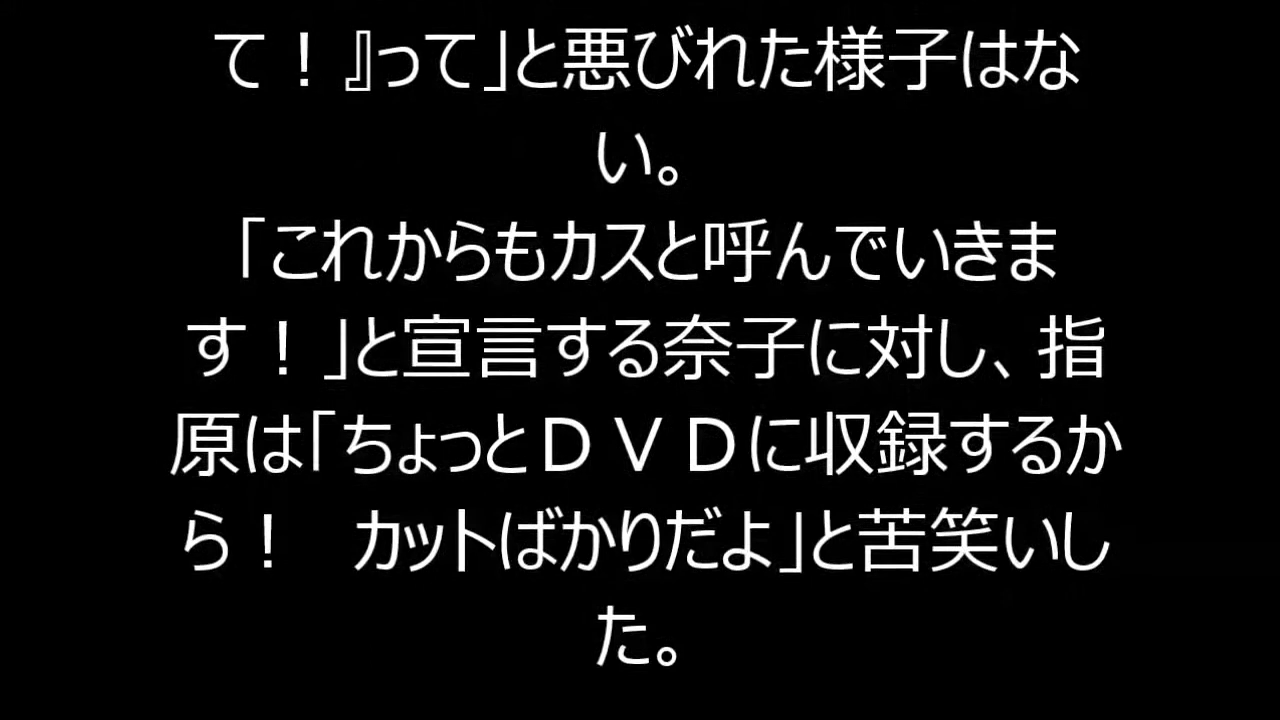 て！』って」と悪びれた様子はな
い。
「これからもカスと呼んでいきま
す！」と宣言する奈子に対し、指
原は「ちょっとＤＶＤに収録するか
ら！　カットばかりだよ」と苦笑いし
た。